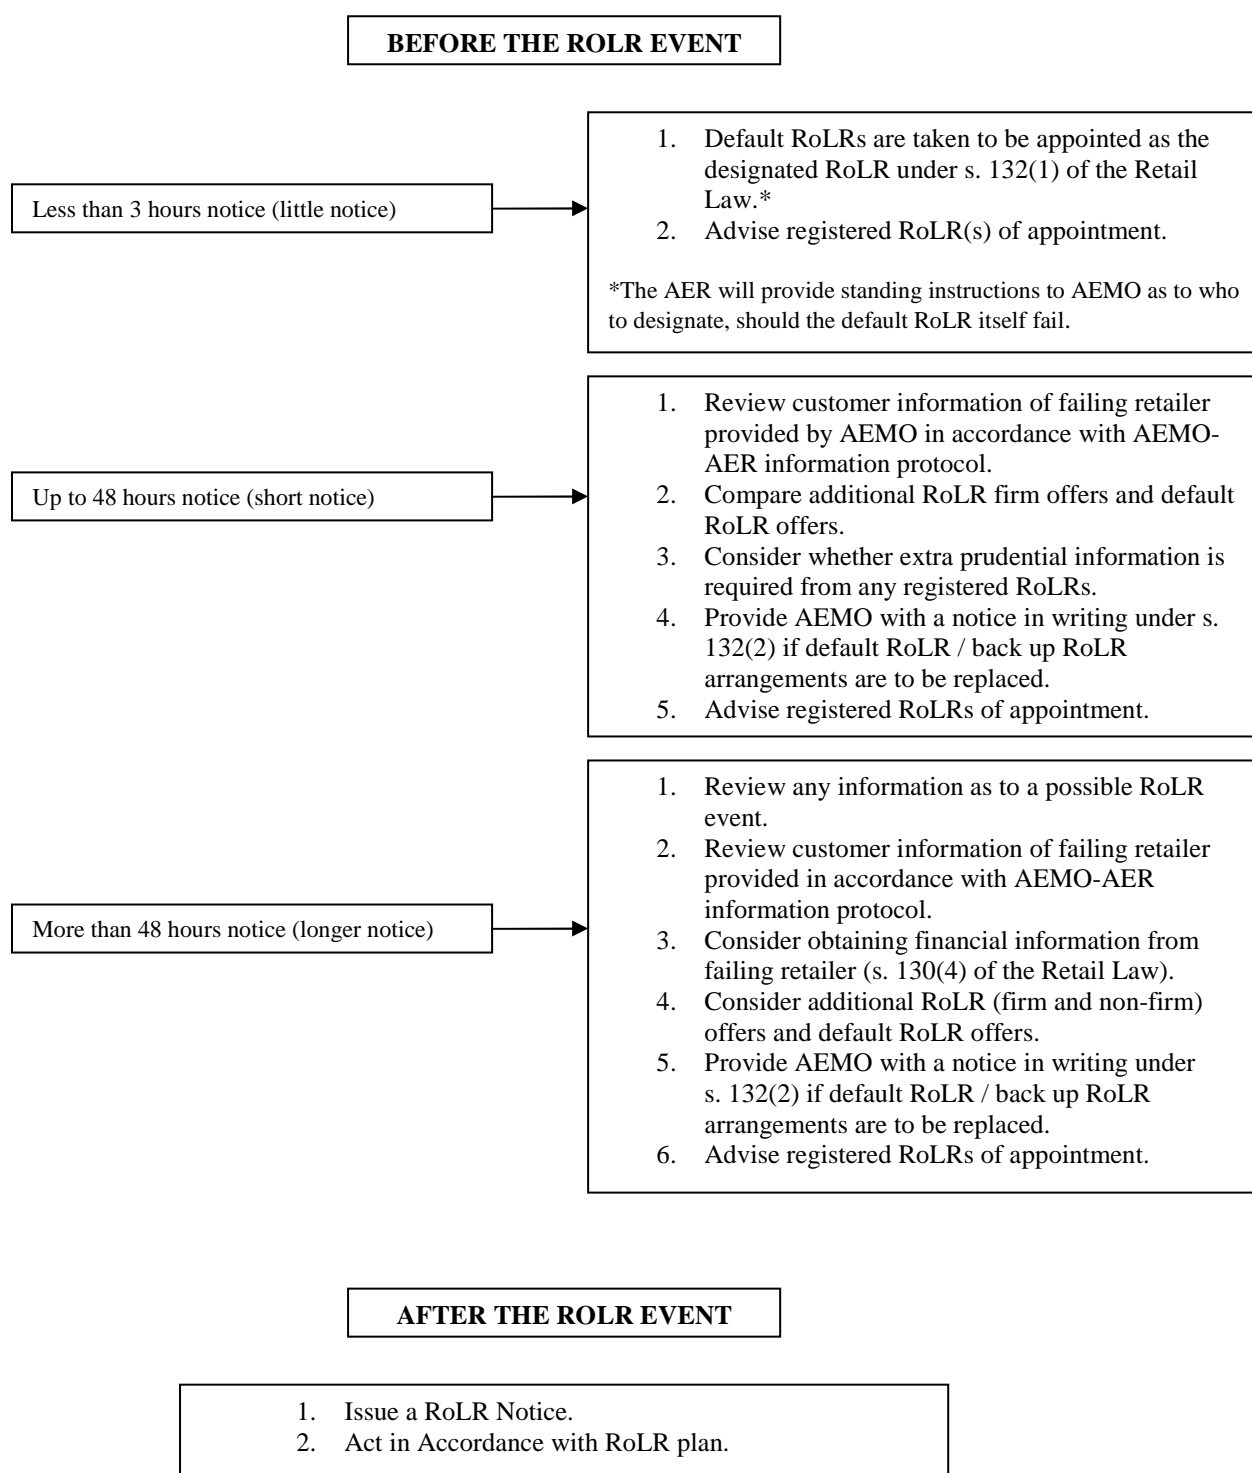 BEFORE THE ROLR EVENT
Less than 3 hours notice (little notice)
1. Default RoLRs are taken to be appointed as the
designated RoLR under s. 132(1) of the Retail
Law.*
2. Advise registered RoLR(s) of appointment.
*The AER will provide standing instructions to AEMO as to who
to designate, should the default RoLR itself fail.
Up to 48 hours notice (short notice)
1. Review customer information of failing retailer
provided by AEMO in accordance with AEMO-
AER information protocol.
2. Compare additional RoLR firm offers and default
RoLR offers.
3. Consider whether extra prudential information is
required from any registered RoLRs.
4. Provide AEMO with a notice in writing under s.
132(2) if default RoLR / back up RoLR
arrangements are to be replaced.
5. Advise registered RoLRs of appointment.
More than 48 hours notice (longer notice)
1. Review any information as to a possible RoLR
event.
2. Review customer information of failing retailer
provided in accordance with AEMO-AER
information protocol.
3. Consider obtaining financial information from
failing retailer (s. 130(4) of the Retail Law).
4. Consider additional RoLR (firm and non-firm)
offers and default RoLR offers.
5. Provide AEMO with a notice in writing under
s. 132(2) if default RoLR / back up RoLR
arrangements are to be replaced.
6. Advise registered RoLRs of appointment.
AFTER THE ROLR EVENT
1. Issue a RoLR Notice.
2. Act in Accordance with RoLR plan.